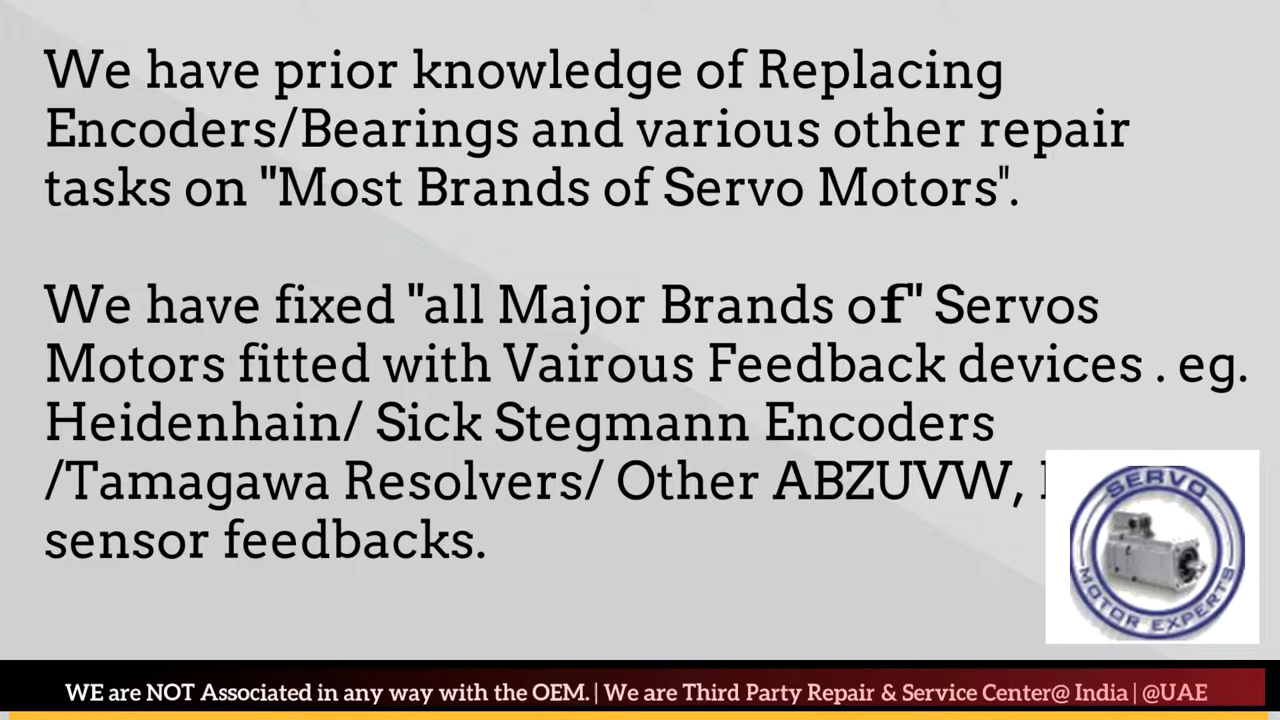 We have prior knowledge of Replacing
Encoders/Bearings and various other repair
tasks on "Most Brands of Servo Motors".
We have fixed "all Major Brands of" Servos
Motors fitted with Vairous Feedback devices . eg.
Heidenhain/ Sick Stegmann Encoders
/Tamagawa Resolvers/ Other ABZUVW,
sensor feedbacks.
SERVO
MOTOR EXPERTS
WE are NOT Associated in any way with the OEM. | We are Third Party Repair & Service Center@ India | @UAE